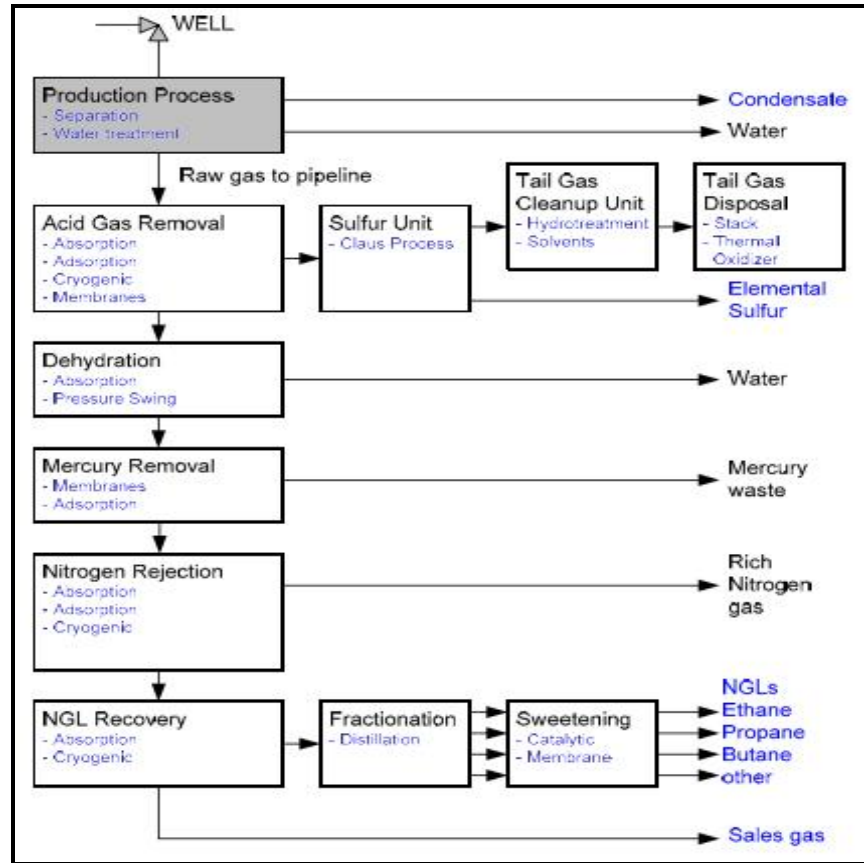 WELL
Production Process
- Separation
- Water treatment
Condensate
Water
Raw gas to pipeline
Acid Gas Removal
- Absorption
- Adsorption
- Cryogenic
- Membranes
Sulfur Unit
- Claus Process
Tail Gas
Cleanup Unit
- Hydrotreatment
- Solvents
Tail Gas
Disposal
- Stack
- Thermal
Oxidizer
Elemental
Sulfur
Dehydration
- Absorption
- Pressure Swing
Water
Mercury Removal
- Membranes
- Adsorption
Mercury
waste
Nitrogen Rejection
- Absorption
- Adsorption
- Cryogenic
Rich
Nitrogen
gas
NGL Recovery
- Absorption
- Cryogenic
Fractionation
- Distillation
Sweetening
- Catalytic
- Membrane
NGLs
Ethane
Propane
Butane
other
Sales gas